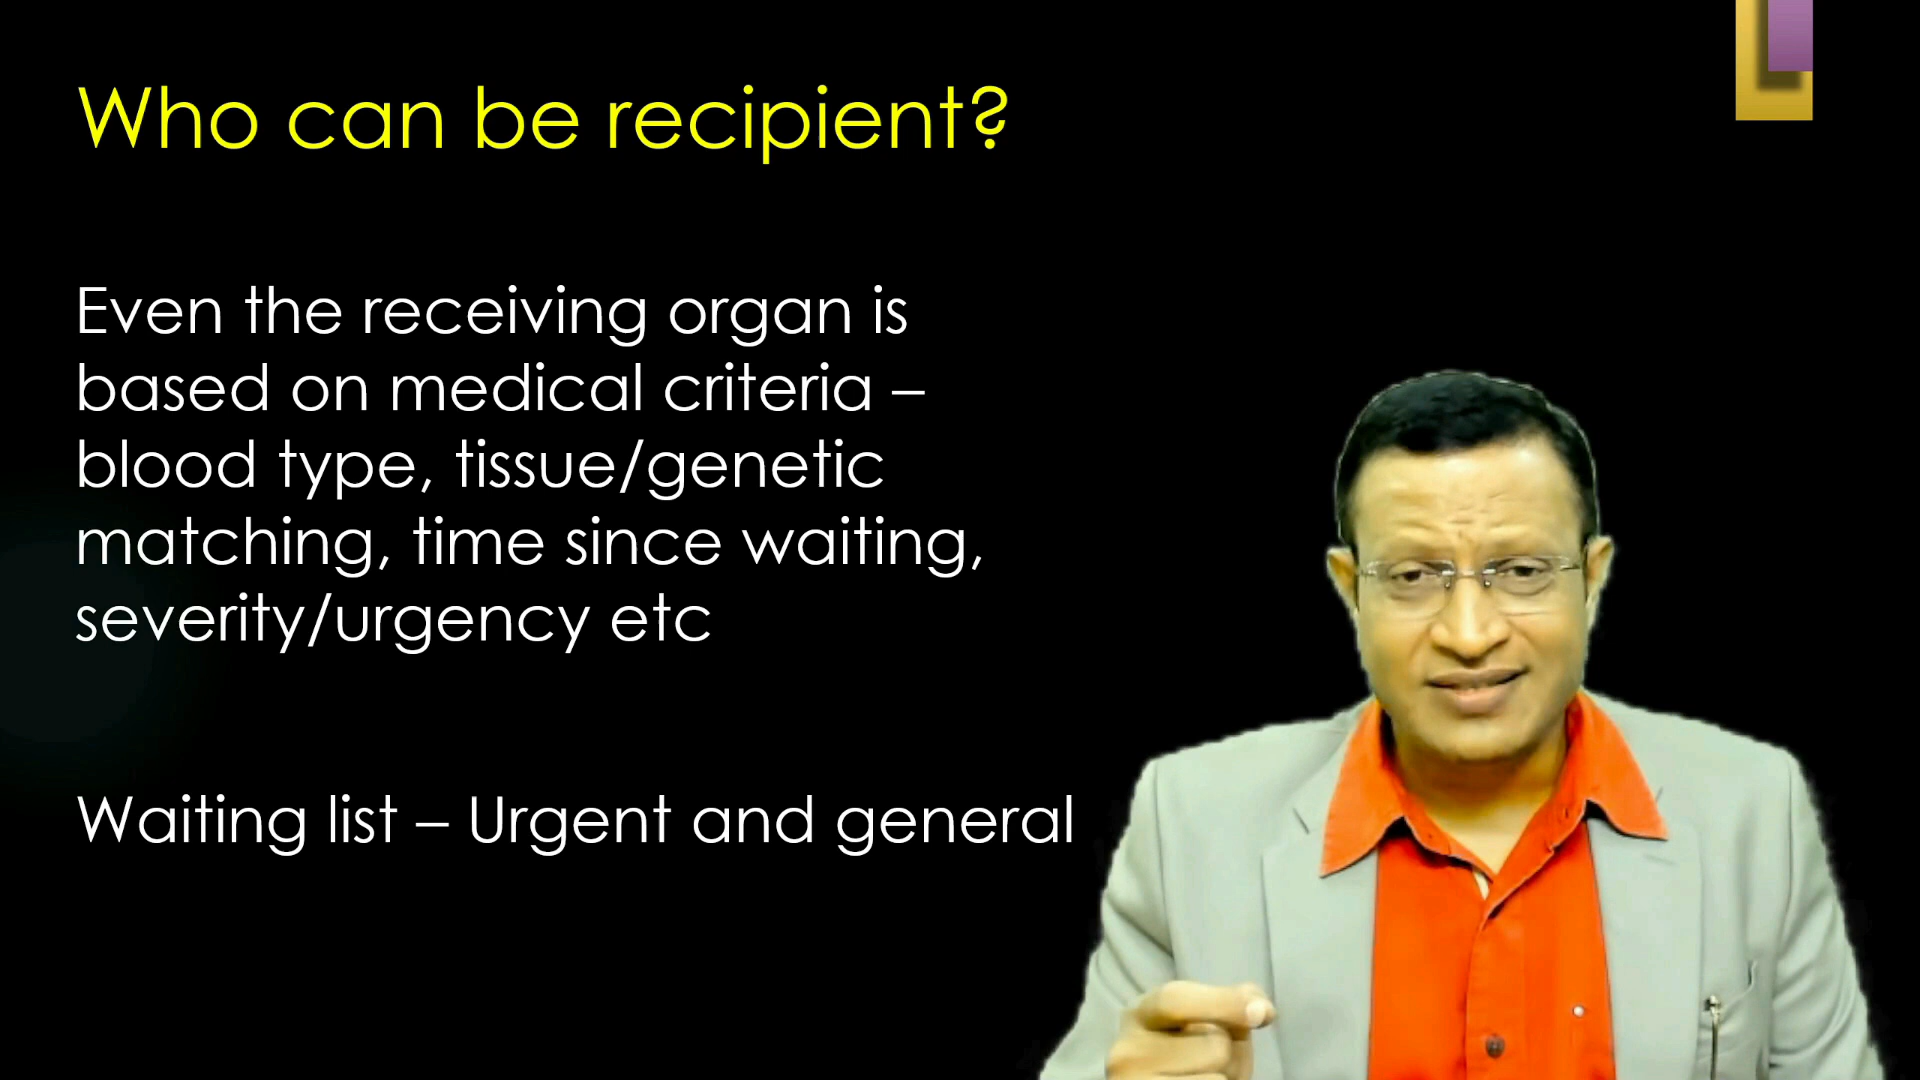 Who can be recipient?
Even the receiving organ is
based on medical criteria –
blood type, tissue/genetic
matching, time since waiting,
severity/urgency etc
Waiting list – Urgent and general